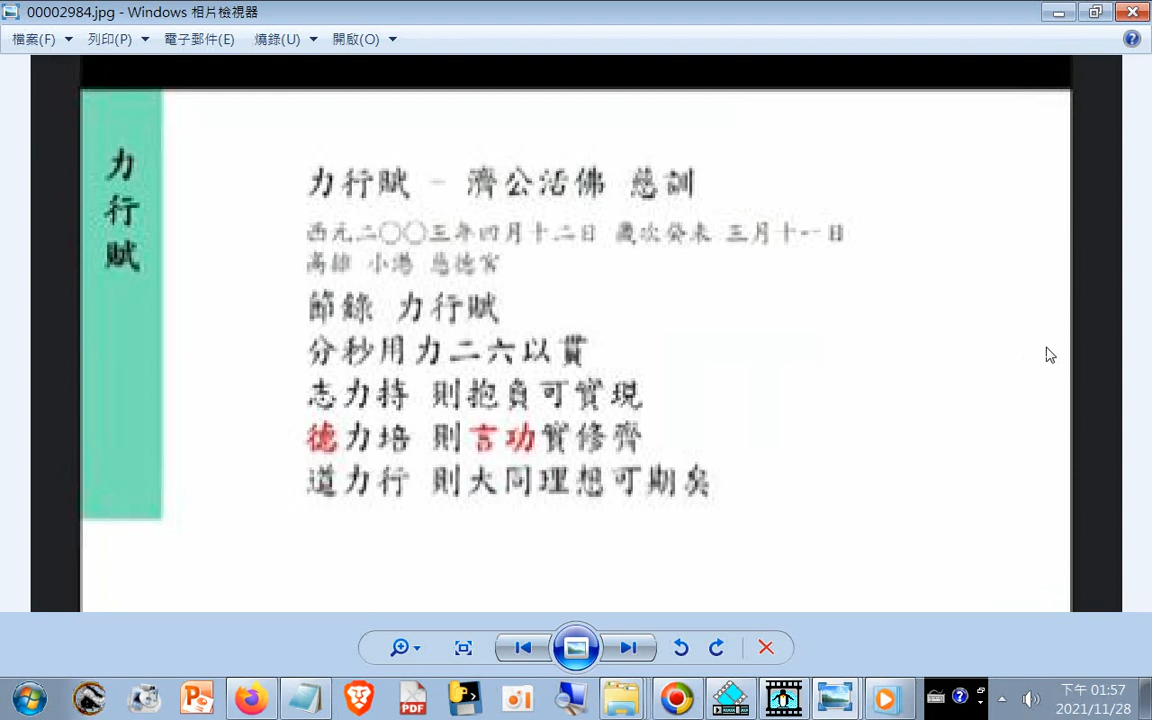 00002984.jpg - Windows 相片檢視器
檔案(F) 列印(P) 電子郵件(E) 燒錄(U) 開啟(O)
力行賦
力行賦 - 濟公活佛 慈訓
西元二〇〇三年四月十二日 歲次癸未 三月十一日
高雄 小港 慈德宮
節錄 力行賦
分秒用力二六以貫
志力持 則抱負可實現
德力培 則言功實修齊
道力行 則大同理想可期矣
下午 01:57
2021/11/28